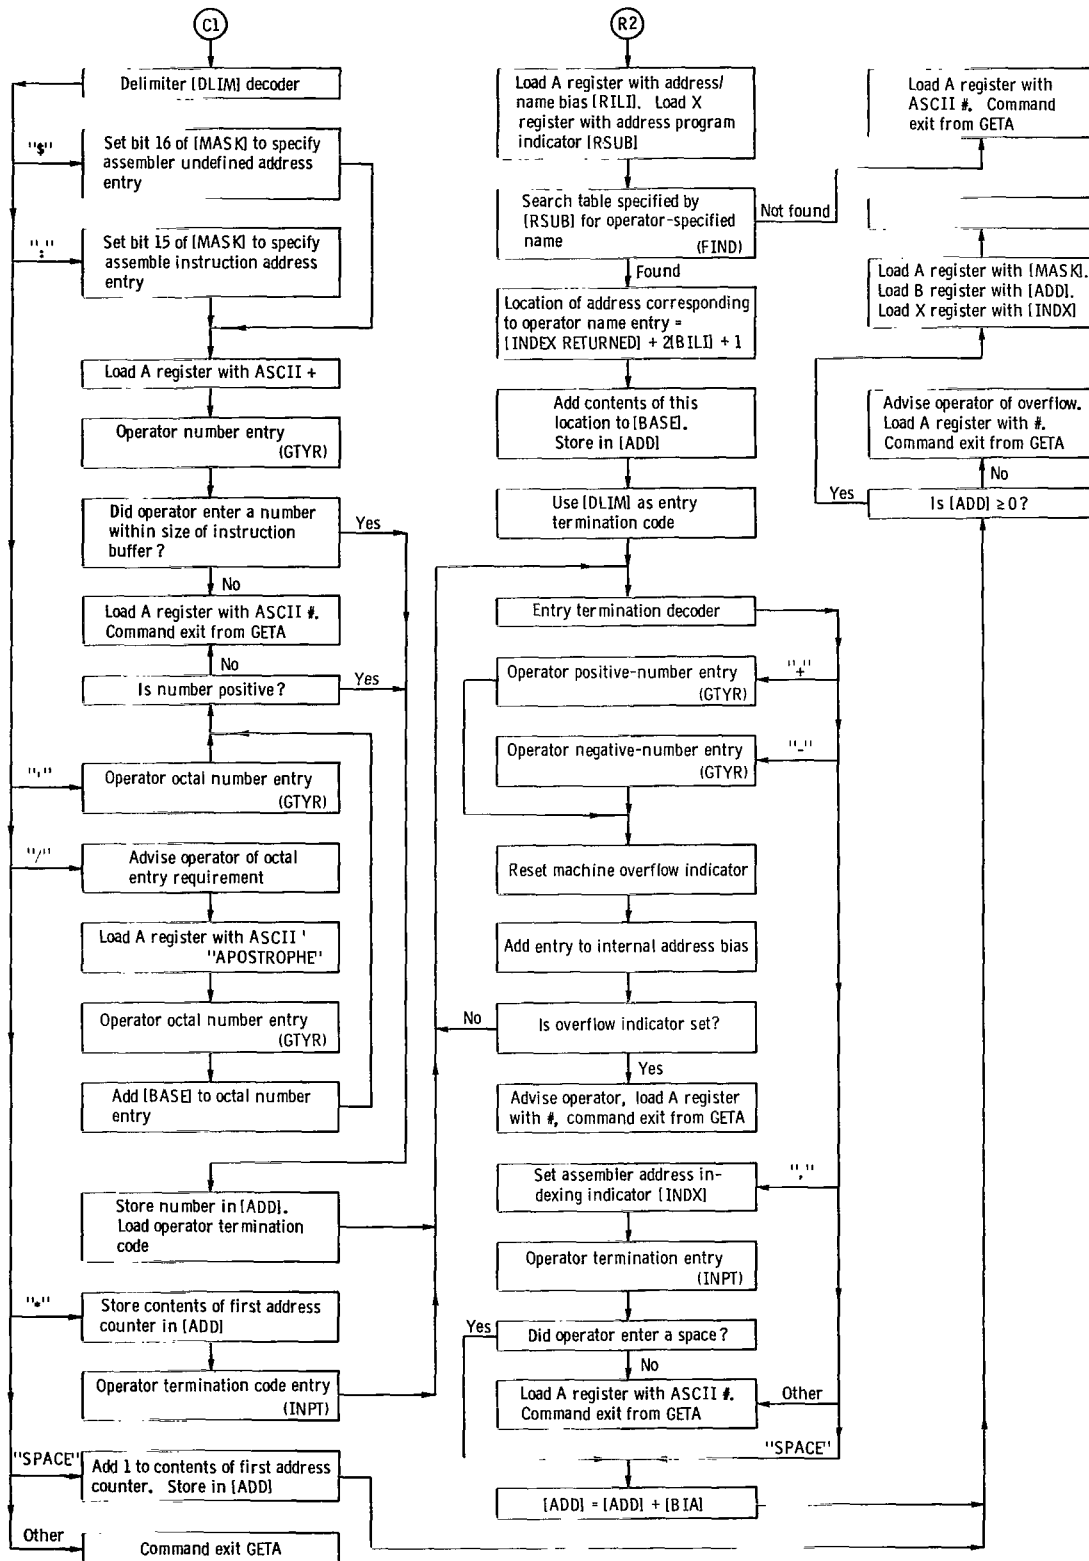 C1
Delimiter [DLIM] decoder
"$"
Set bit 16 of [MASK] to specify
assembler undefined address
entry
":"
Set bit 15 of [MASK] to specify
assemble instruction address
entry
Load A register with ASCII +
Operator number entry
(GTYR)
Did operator enter a number
within size of instruction
buffer?
Yes
No
Load A register with ASCII #.
Command exit from GETA
No
Is number positive?
Yes
"'"
Operator octal number entry
(GTYR)
"/"
Advise operator of octal
entry requirement
Load A register with ASCII '
"APOSTROPHE"
Operator octal number entry
(GTYR)
Add [BASE] to octal number
entry
Store number in [ADD].
Load operator termination
code
"*"
Store contents of first address
counter in [ADD]
Operator termination code entry
(INPT)
"SPACE"
Add 1 to contents of first address
counter. Store in [ADD]
Other
Command exit GETA
R2
Load A register with address/
name bias [RILI]. Load X
register with address program
indicator [RSUB]
Search table specified by
[RSUB] for operator-specified
name
(FIND)
Not found
Found
Location of address corresponding
to operator name entry =
[INDEX RETURNED] + 2[BILI] + 1
Add contents of this
location to [BASE].
Store in [ADD]
Use [DLIM] as entry
termination code
Entry termination decoder
Operator positive-number entry
(GTYR)
"+"
Operator negative-number entry
(GTYR)
"-"
Reset machine overflow indicator
Add entry to internal address bias
No
Is overflow indicator set?
Yes
Advise operator, load A register
with #, command exit from GETA
Set assembler address in-
dexing indicator [INDX]
","
Operator termination entry
(INPT)
Yes
Did operator enter a space?
No
Load A register with ASCII #.
Command exit from GETA
Other
"SPACE"
[ADD] = [ADD] + [BIA]
Load A register with
ASCII #. Command
exit from GETA
Load A register with [MASK].
Load B register with [ADD].
Load X register with [INDX]
Advise operator of overflow.
Load A register with #.
Command exit from GETA
No
Yes
Is [ADD] ≥ 0?